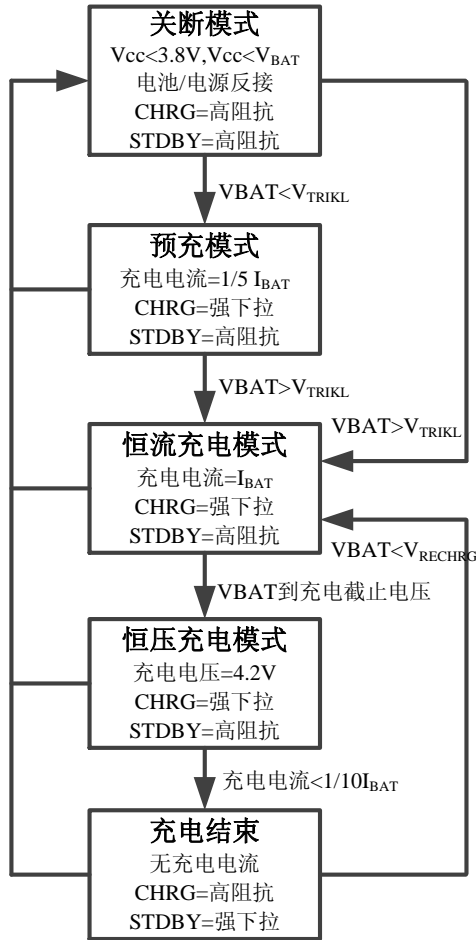 关断模式
Vcc<3.8V,Vcc<VBAT
电池/电源反接
CHRG=高阻抗
STDBY=高阻抗
VBAT<VTRIKL
预充模式
充电电流=1/5 IBAT
CHRG=强下拉
STDBY=高阻抗
VBAT>VTRIKL
VBAT>VTRIKL
恒流充电模式
充电电流=IBAT
CHRG=强下拉
STDBY=高阻抗
VBAT<VRECHRG
VBAT到充电截止电压
恒压充电模式
充电电压=4.2V
CHRG=强下拉
STDBY=高阻抗
充电电流<1/10IBAT
充电结束
无充电电流
CHRG=高阻抗
STDBY=强下拉